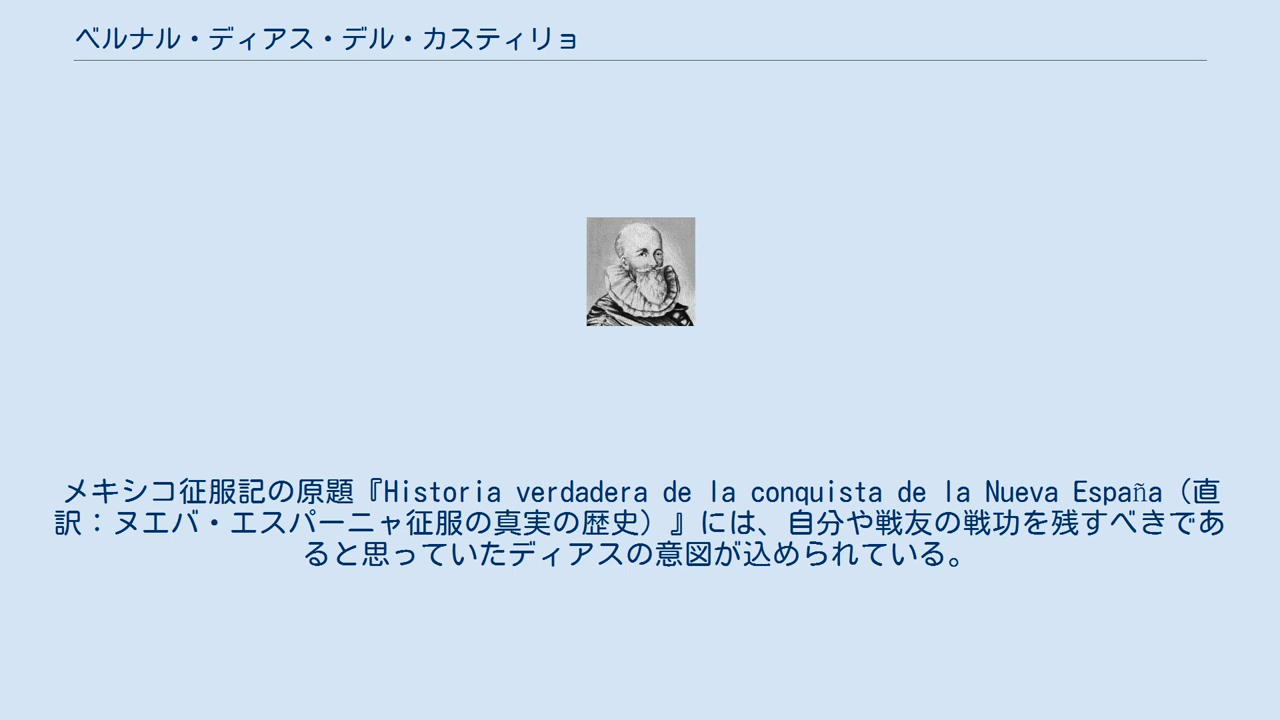 ベルナル・ディアス・デル・カスティリョ
メキシコ征服記の原題『Historia verdadera de la conquista de la Nueva España（直
訳：ヌエバ・エスパーニャ征服の真実の歴史）』には、自分や戦友の戦功を残すべきであ
ると思っていたディアスの意図が込められている。